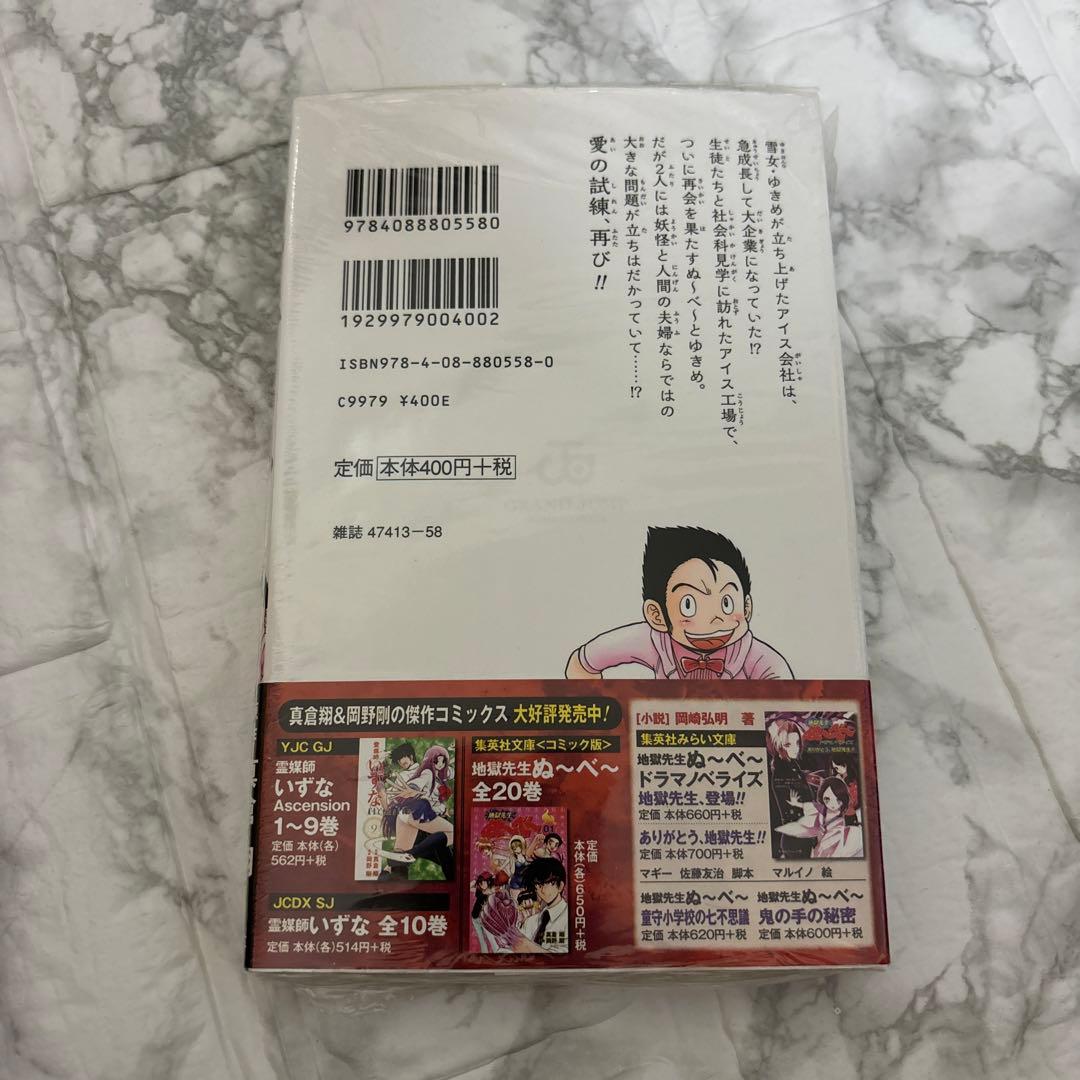 雪女・ゆきめが立ち上げたアイス会社は、
急成長して大企業になっていた!?
生徒たちと社会科見学に訪れたアイス工場で、
ついに再会を果たすぬ〜べ〜とゆきめ。
だが2人には妖怪と人間の夫婦ならではの
大きな問題が立ちはだかっていて……!?
愛の試練、再び!!
9784088805580
1929979004002
ISBN978-4-08-880558-0
C9979 ¥400E
定価 本体400円+税
雑誌 47413-58
真倉翔&岡野剛の傑作コミックス 大好評発売中!
YJC GJ
霊媒師
いずな
Ascension
1〜9巻
定価 本体(各)
562円+税
JCDX SJ
霊媒師いずな 全10巻
定価 本体(各)514円+税
集英社文庫<コミック版>
地獄先生ぬ〜べ〜
全20巻
定価
本体(各)650円+税
[小説] 岡崎弘明 著
集英社みらい文庫
地獄先生ぬ〜べ〜
ドラマノベライズ
地獄先生、登場!!
定価 本体660円+税
ありがとう、地獄先生!!
定価 本体700円+税
マギー 佐藤友治 脚本 マルイノ 絵
地獄先生ぬ〜べ〜
童守小学校の七不思議
定価 本体620円+税
地獄先生ぬ〜べ〜
鬼の手の秘密
定価 本体600円+税